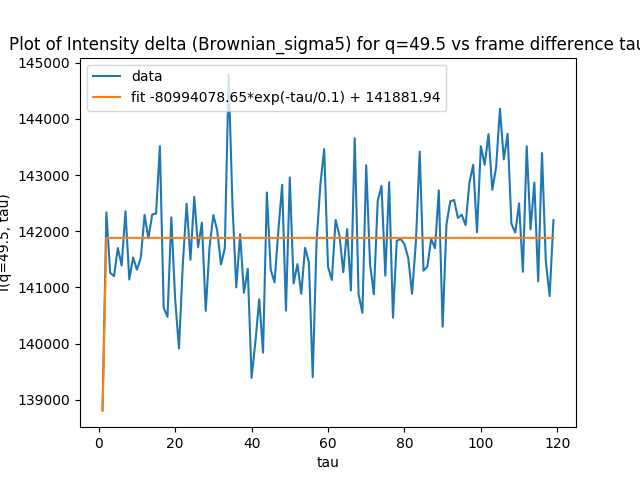 Plot of Intensity delta (Brownian_sigma5) for q=49.5 vs frame difference tau
145000
144000
143000
142000
141000
140000
139000
I(q=49.5, tau)
data
fit -80994078.65*exp(-tau/0.1) + 141881.94
0 20 40 60 80 100 120
tau